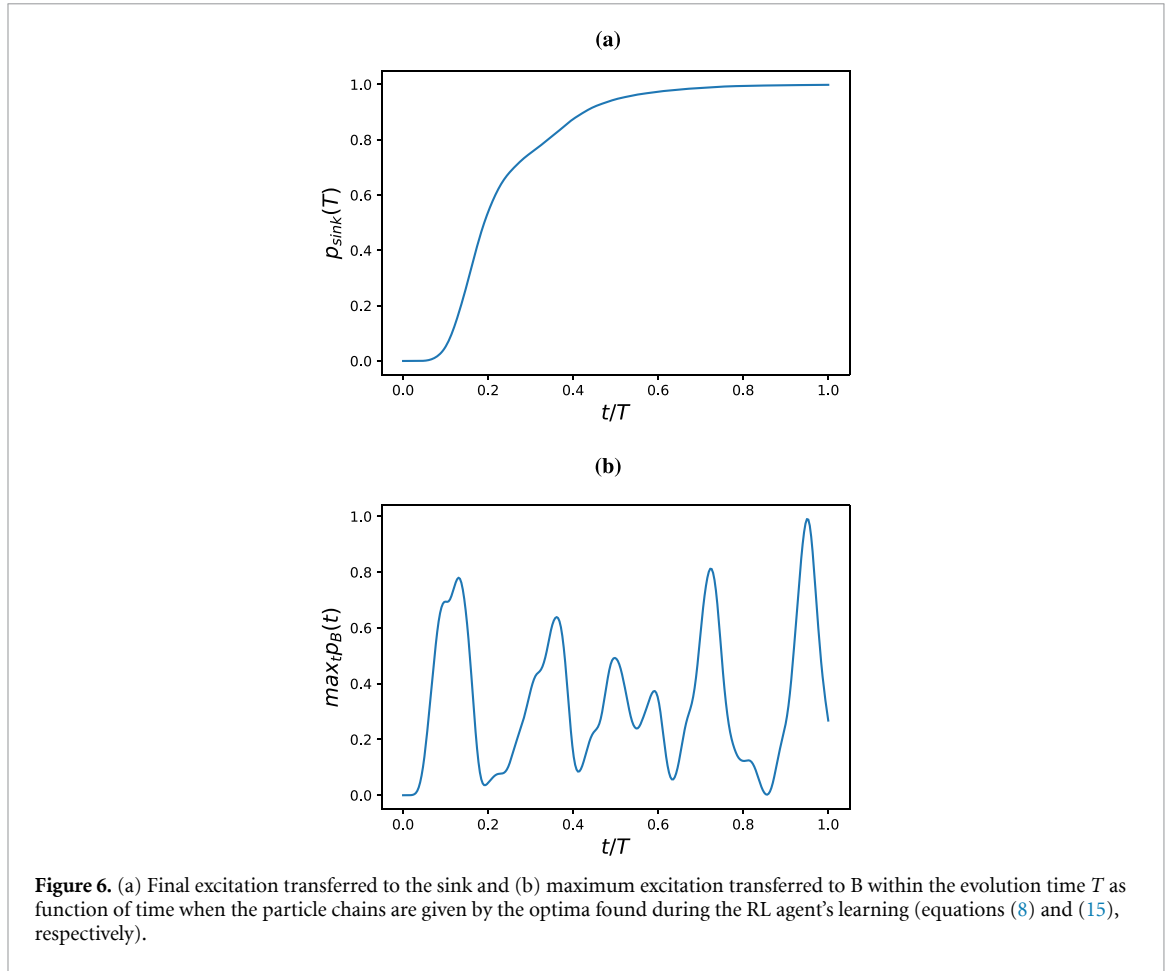 (a)
1.0
0.8
0.6
0.4
0.2
0.0
p_sink(T)
0.0 0.2 0.4 0.6 0.8 1.0
t/T
(b)
1.0
0.8
0.6
0.4
0.2
0.0
max_t p_B(t)
0.0 0.2 0.4 0.6 0.8 1.0
t/T
Figure 6. (a) Final excitation transferred to the sink and (b) maximum excitation transferred to B within the evolution time T as
function of time when the particle chains are given by the optima found during the RL agent's learning (equations (8) and (15),
respectively).